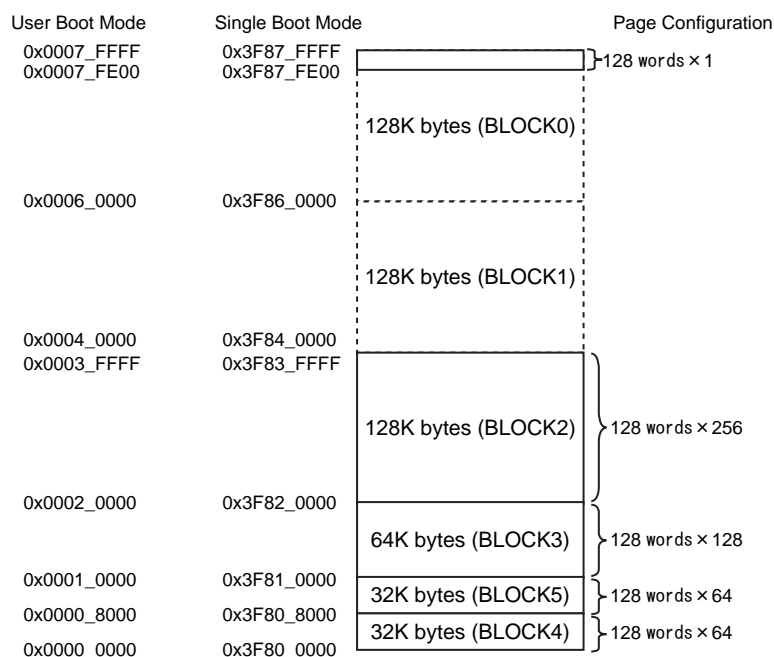 User Boot Mode Single Boot Mode Page Configuration
0x0007_FFFF 0x3F87_FFFF
0x0007_FE00 0x3F87_FE00 128 words×1
128K bytes (BLOCK0)
0x0006_0000 0x3F86_0000
128K bytes (BLOCK1)
0x0004_0000 0x3F84_0000
0x0003_FFFF 0x3F83_FFFF
128K bytes (BLOCK2) 128 words×256
0x0002_0000 0x3F82_0000
64K bytes (BLOCK3) 128 words×128
0x0001_0000 0x3F81_0000
32K bytes (BLOCK5) 128 words×64
0x0000_8000 0x3F80_8000
32K bytes (BLOCK4) 128 words×64
0x0000_0000 0x3F80_0000